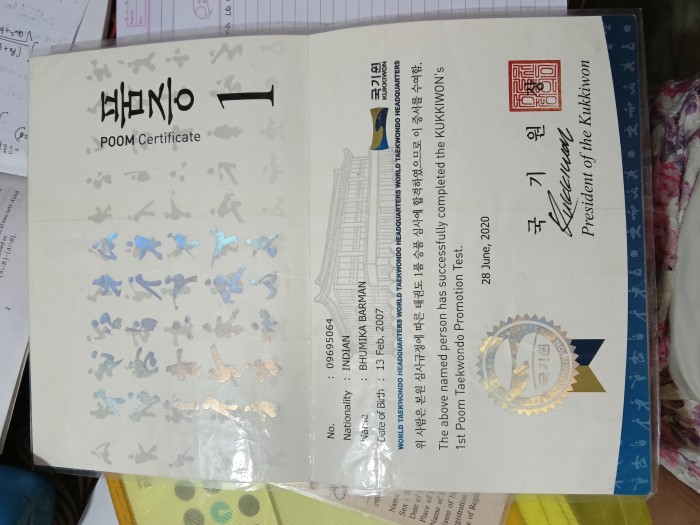 품증
1
POOM Certificate
국기원
KUKKIWON
No. : 09695064
Nationality : INDIAN
Name : BHUMIKA BARMAN
Date of Birth : 13 Feb. 2007
WORLD TAEKWONDO HEADQUARTERS WORLD TAEKWONDO HEADQUARTERS WORLD TAEKWONDO HEADQUARTERS
위 사람은 본원 심사규정에 따른 태권도 1품 승품 심사에 합격하였으므로 이 증서를 수여함.
The above named person has successfully completed the KUKKIWON's
1st Poom Taekwondo Promotion Test.
28 June, 2020
국 기 원
President of the Kukkiwon
국기원